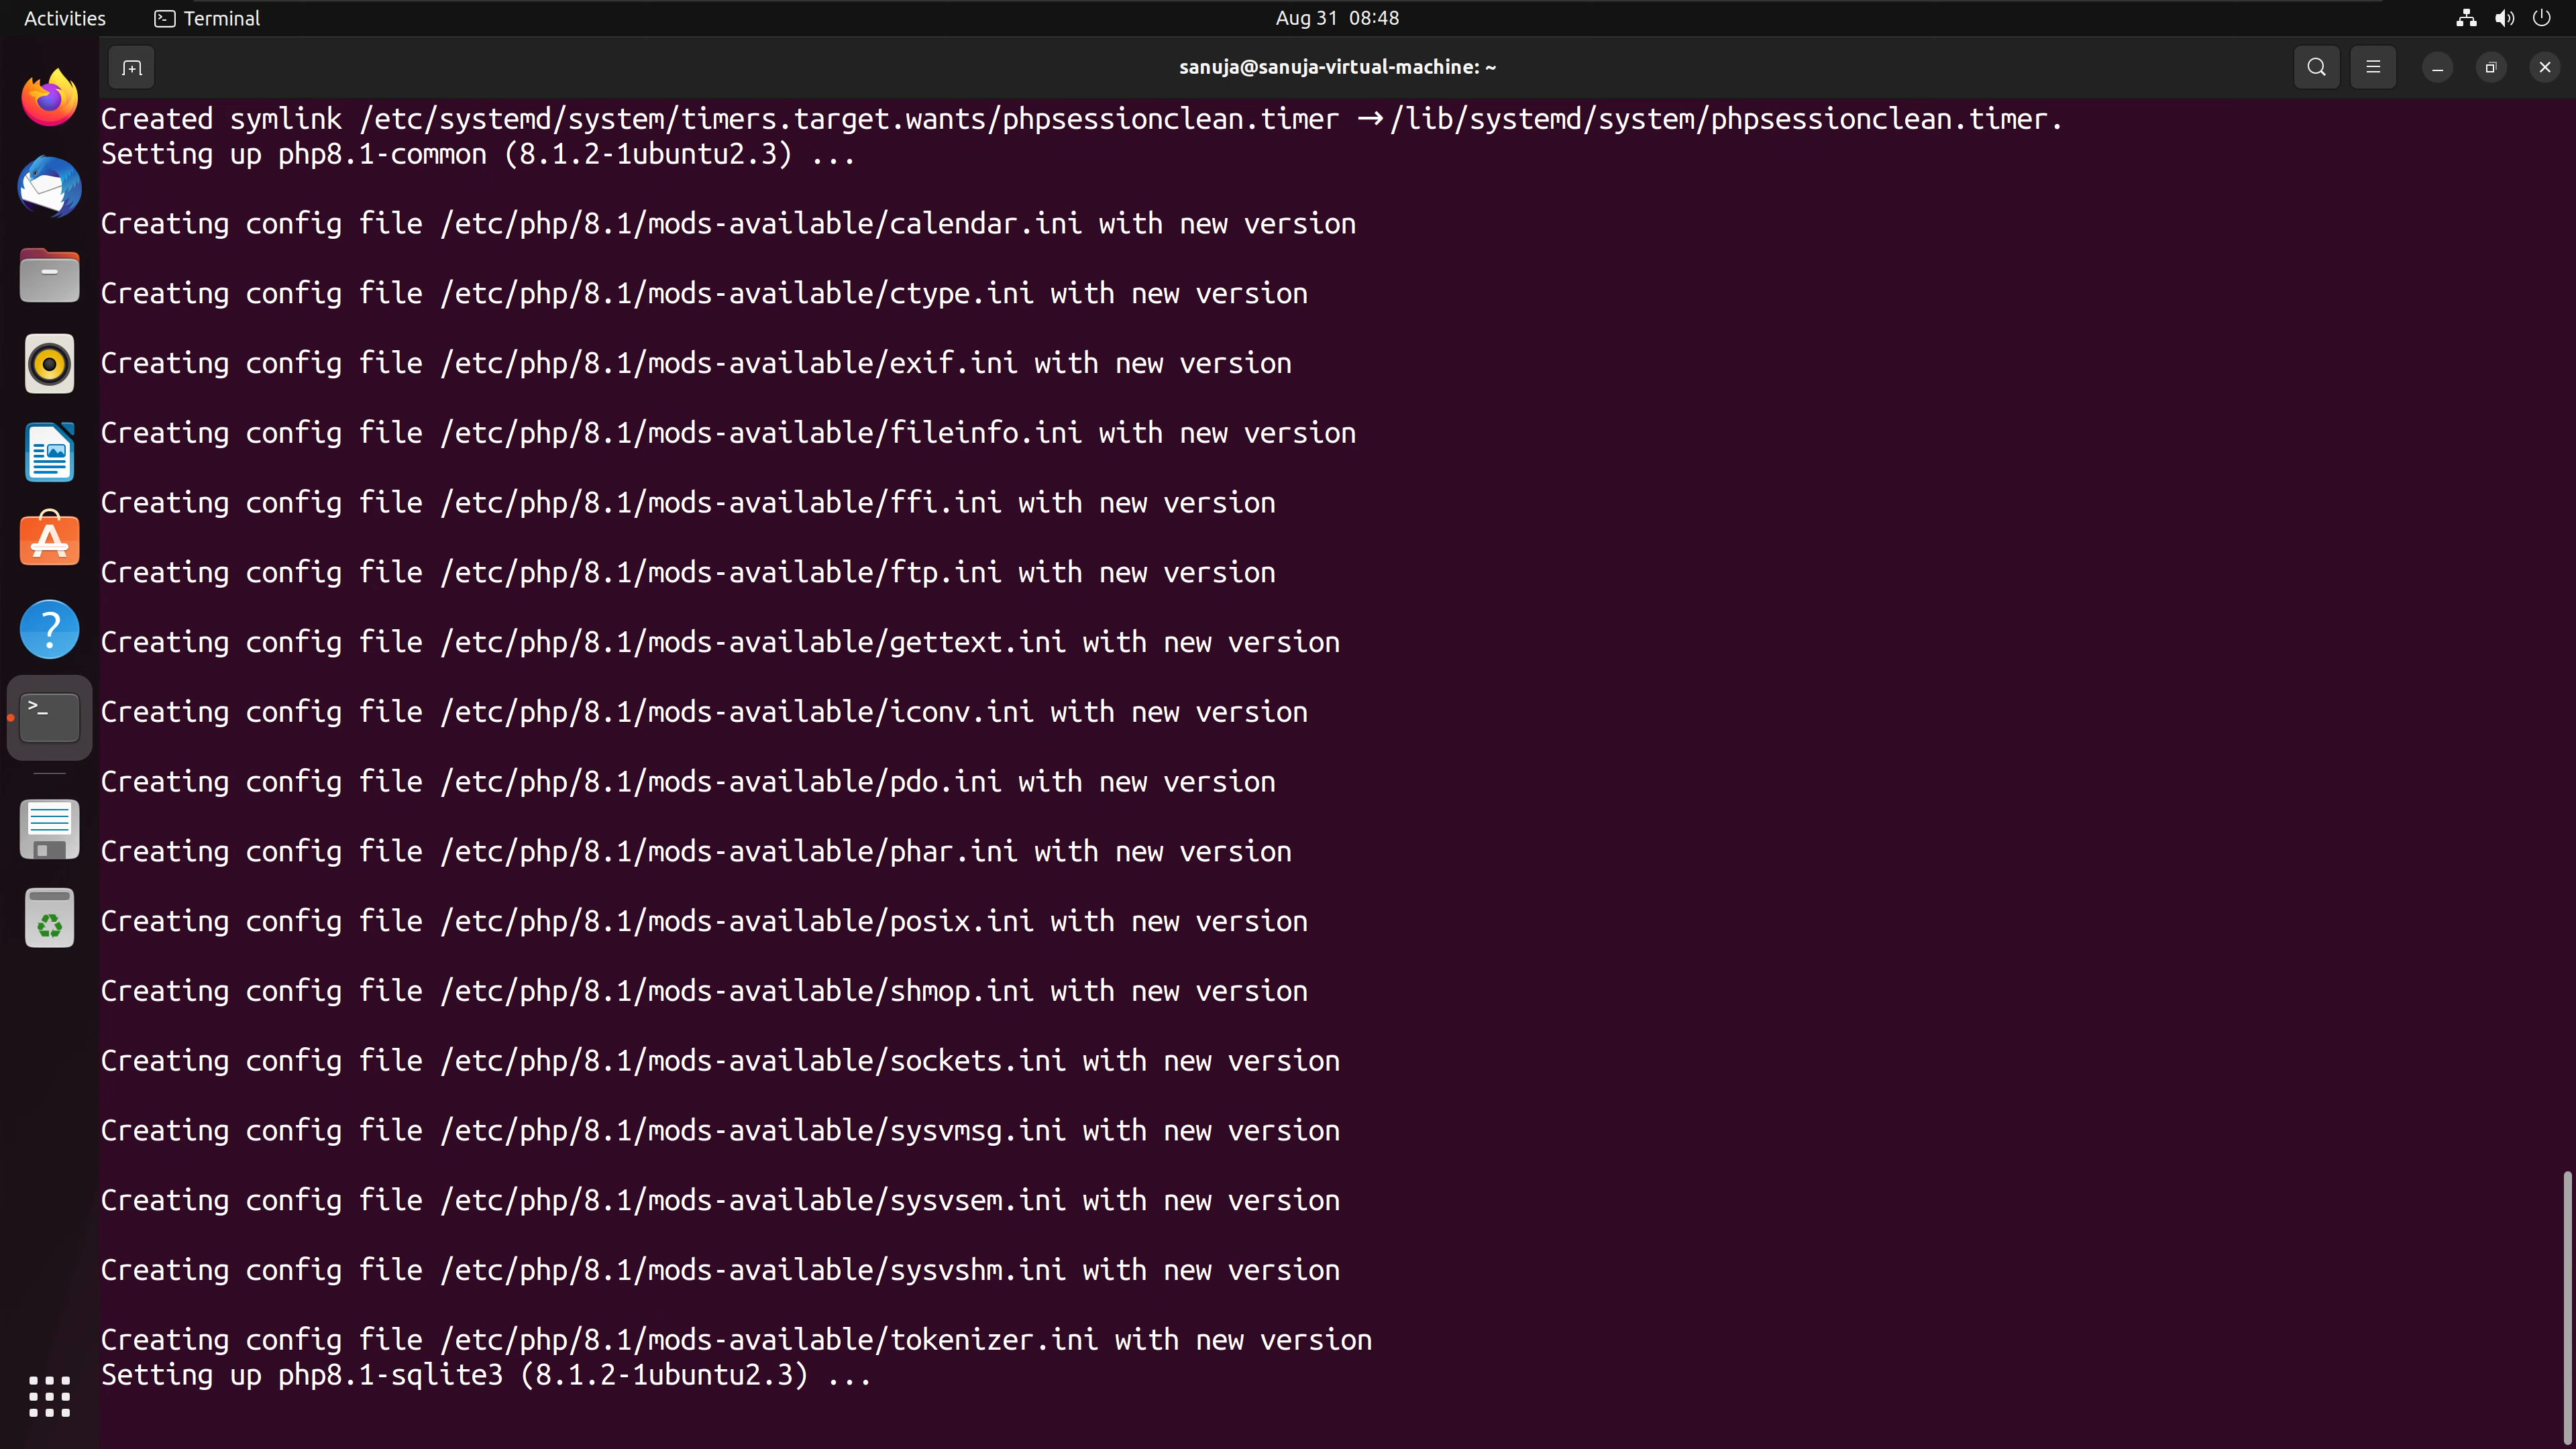 Activities Terminal Aug 31 08:48
sanuja@sanuja-virtual-machine: ~
Created symlink /etc/systemd/system/timers.target.wants/phpsessionclean.timer → /lib/systemd/system/phpsessionclean.timer.
Setting up php8.1-common (8.1.2-1ubuntu2.3) ...
Creating config file /etc/php/8.1/mods-available/calendar.ini with new version
Creating config file /etc/php/8.1/mods-available/ctype.ini with new version
Creating config file /etc/php/8.1/mods-available/exif.ini with new version
Creating config file /etc/php/8.1/mods-available/fileinfo.ini with new version
Creating config file /etc/php/8.1/mods-available/ffi.ini with new version
Creating config file /etc/php/8.1/mods-available/ftp.ini with new version
Creating config file /etc/php/8.1/mods-available/gettext.ini with new version
Creating config file /etc/php/8.1/mods-available/iconv.ini with new version
Creating config file /etc/php/8.1/mods-available/pdo.ini with new version
Creating config file /etc/php/8.1/mods-available/phar.ini with new version
Creating config file /etc/php/8.1/mods-available/posix.ini with new version
Creating config file /etc/php/8.1/mods-available/shmop.ini with new version
Creating config file /etc/php/8.1/mods-available/sockets.ini with new version
Creating config file /etc/php/8.1/mods-available/sysvmsg.ini with new version
Creating config file /etc/php/8.1/mods-available/sysvsem.ini with new version
Creating config file /etc/php/8.1/mods-available/sysvshm.ini with new version
Creating config file /etc/php/8.1/mods-available/tokenizer.ini with new version
Setting up php8.1-sqlite3 (8.1.2-1ubuntu2.3) ...